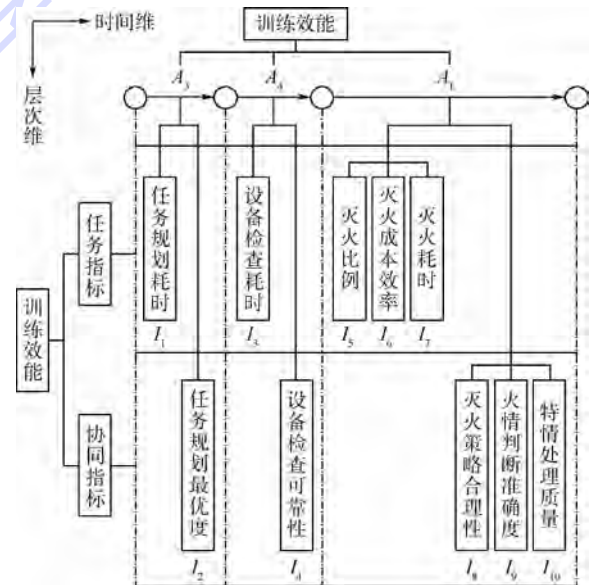 时间维
层次维
训练效能
A₃
A₄
A₁
任务规划耗时
I₁
设备检查耗时
I₃
灭火比例
I₅
灭火成本效率
I₆
灭火耗时
I₇
任务指标
训练效能
协同指标
任务规划最优度
I₂
设备检查可靠性
I₄
灭火策略合理性
I₈
火情判断准确度
I₉
特情处理质量
I₁₀